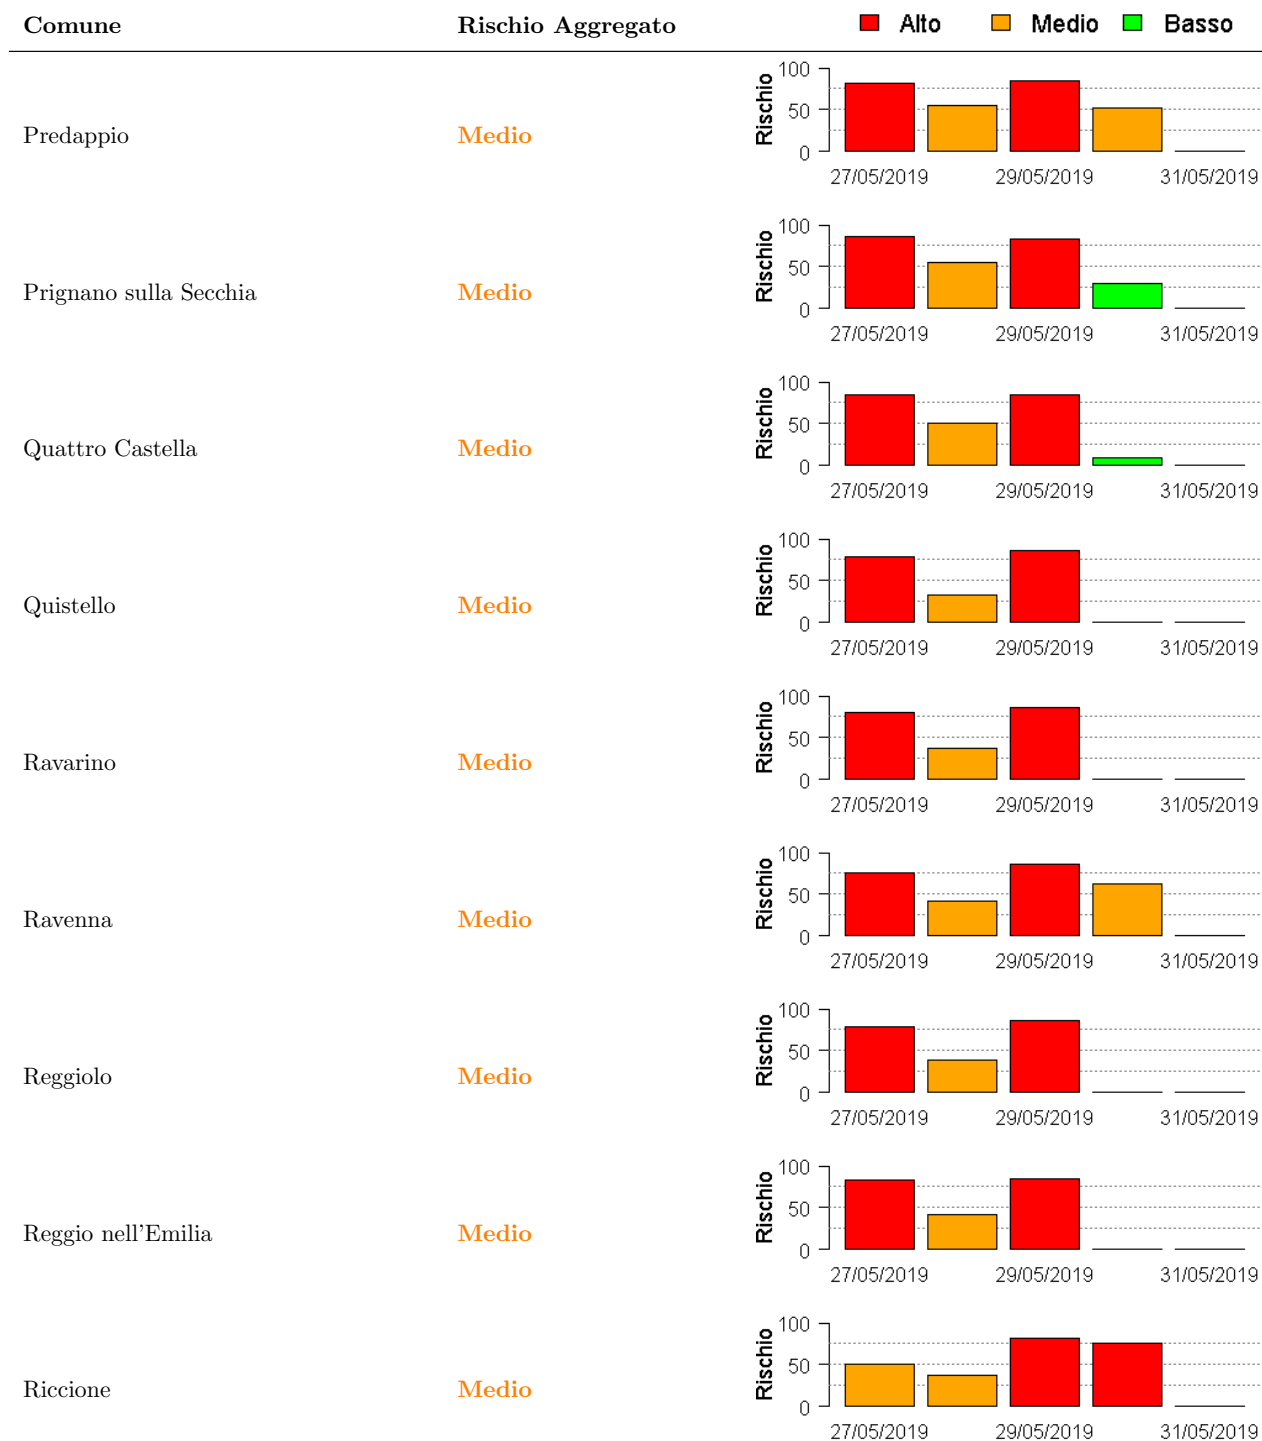 Comune Rischio Aggregato Alto Medio Basso
Predappio Medio Rischio 100 50 0
27/05/2019 29/05/2019 31/05/2019
Prignano sulla Secchia Medio Rischio 100 50 0
27/05/2019 29/05/2019 31/05/2019
Quattro Castella Medio Rischio 100 50 0
27/05/2019 29/05/2019 31/05/2019
Quistello Medio Rischio 100 50 0
27/05/2019 29/05/2019 31/05/2019
Ravarino Medio Rischio 100 50 0
27/05/2019 29/05/2019 31/05/2019
Ravenna Medio Rischio 100 50 0
27/05/2019 29/05/2019 31/05/2019
Reggiolo Medio Rischio 100 50 0
27/05/2019 29/05/2019 31/05/2019
Reggio nell'Emilia Medio Rischio 100 50 0
27/05/2019 29/05/2019 31/05/2019
Riccione Medio Rischio 100 50 0
27/05/2019 29/05/2019 31/05/2019